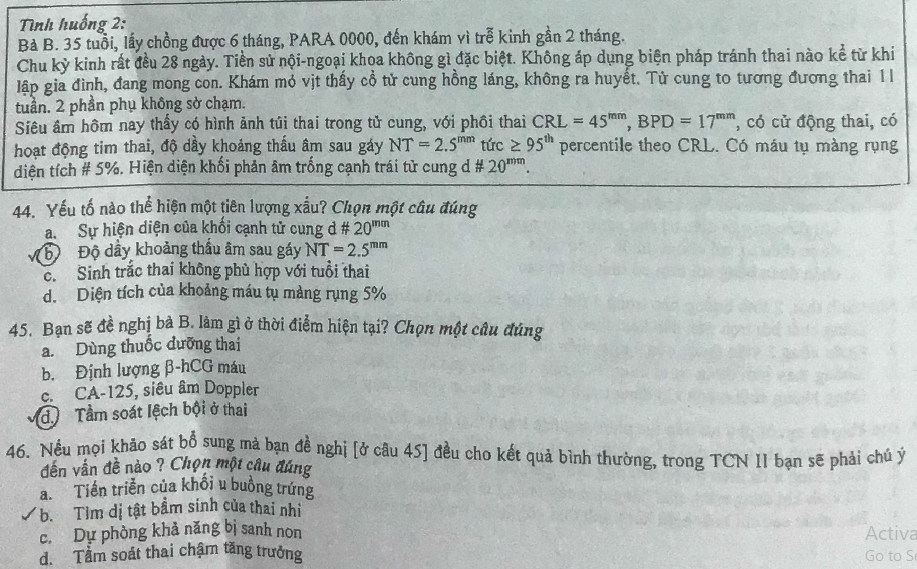 Tình huống 2:
Bà B. 35 tuổi, lấy chồng được 6 tháng, PARA 0000, đến khám vì trễ kinh gần 2 tháng.
Chu kỳ kinh rất đều 28 ngày. Tiền sử nội-ngoại khoa không gì đặc biệt. Không áp dụng biện pháp tránh thai nào kể từ khi
lập gia đình, đang mong con. Khám mỏ vịt thấy cổ tử cung hồng láng, không ra huyết. Tử cung to tương đương thai 11
tuần. 2 phần phụ không sờ chạm.
Siêu âm hôm nay thấy có hình ảnh túi thai trong tử cung, với phôi thai CRL = 45mm, BPD = 17mm, có cử động thai, có
hoạt động tim thai, độ dầy khoảng thấu âm sau gáy NT = 2.5mm tức ≥ 95th percentile theo CRL. Có máu tụ màng rụng
diện tích # 5%. Hiện diện khối phản âm trống cạnh trái tử cung d # 20mm.
44. Yếu tố nào thể hiện một tiên lượng xấu? Chọn một câu đúng
a. Sự hiện diện của khối cạnh tử cung d # 20mm
b. Độ dầy khoảng thấu âm sau gáy NT = 2.5mm
c. Sinh trắc thai không phù hợp với tuổi thai
d. Diện tích của khoảng máu tụ màng rụng 5%
45. Bạn sẽ đề nghị bà B. làm gì ở thời điểm hiện tại? Chọn một câu đúng
a. Dùng thuốc dưỡng thai
b. Định lượng β-hCG máu
c. CA-125, siêu âm Doppler
d. Tầm soát lệch bội ở thai
46. Nếu mọi khảo sát bổ sung mà bạn đề nghị [ở câu 45] đều cho kết quả bình thường, trong TCN II bạn sẽ phải chú ý
đến vấn đề nào ? Chọn một câu đúng
a. Tiến triển của khối u buồng trứng
b. Tìm dị tật bẩm sinh của thai nhi
c. Dự phòng khả năng bị sanh non
d. Tầm soát thai chậm tăng trưởng
Activa
Go to S